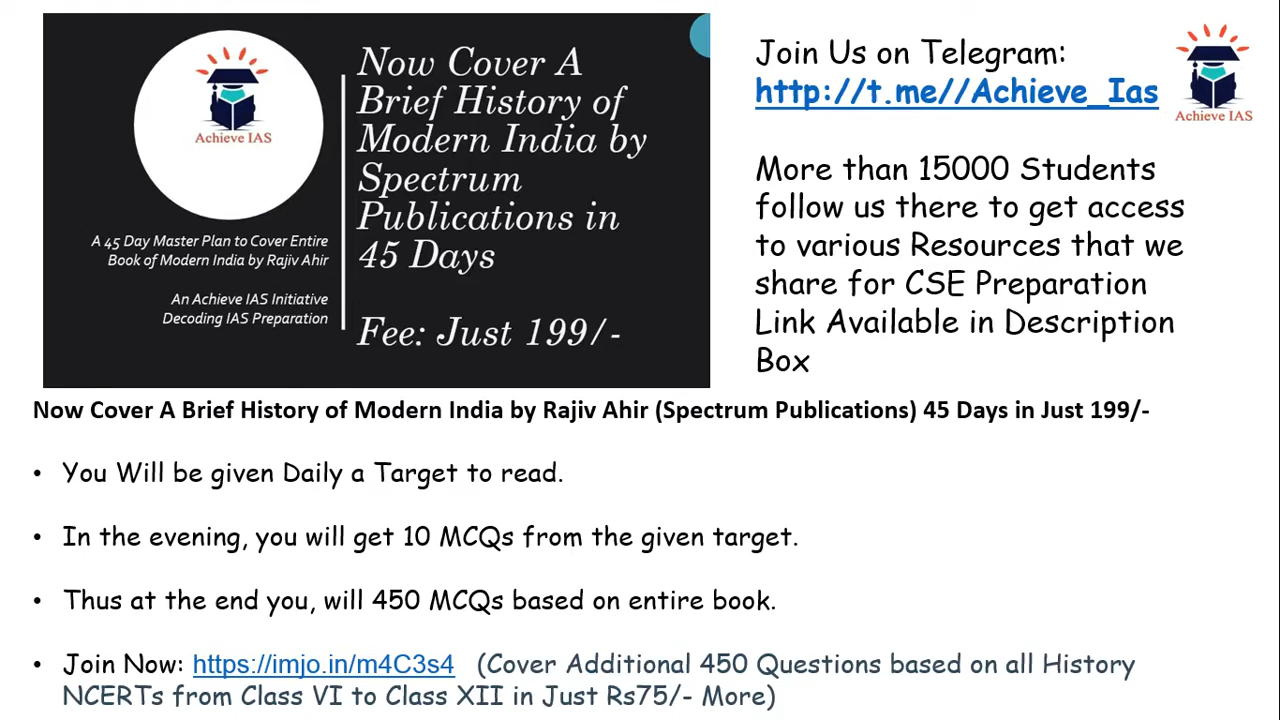 Achieve IAS
A 45 Day Master Plan to Cover Entire
Book of Modern India by Rajiv Ahir
An Achieve IAS Initiative
Decoding IAS Preparation
Now Cover A
Brief History of
Modern India by
Spectrum
Publications in
45 Days
Fee: Just 199/-
Join Us on Telegram:
http://t.me//Achieve_Ias
Achieve IAS
More than 15000 Students
follow us there to get access
to various Resources that we
share for CSE Preparation
Link Available in Description
Box
Now Cover A Brief History of Modern India by Rajiv Ahir (Spectrum Publications) 45 Days in Just 199/-
• You Will be given Daily a Target to read.
• In the evening, you will get 10 MCQs from the given target.
• Thus at the end you, will 450 MCQs based on entire book.
• Join Now: https://imjo.in/m4C3s4 (Cover Additional 450 Questions based on all History
NCERTs from Class VI to Class XII in Just Rs75/- More)